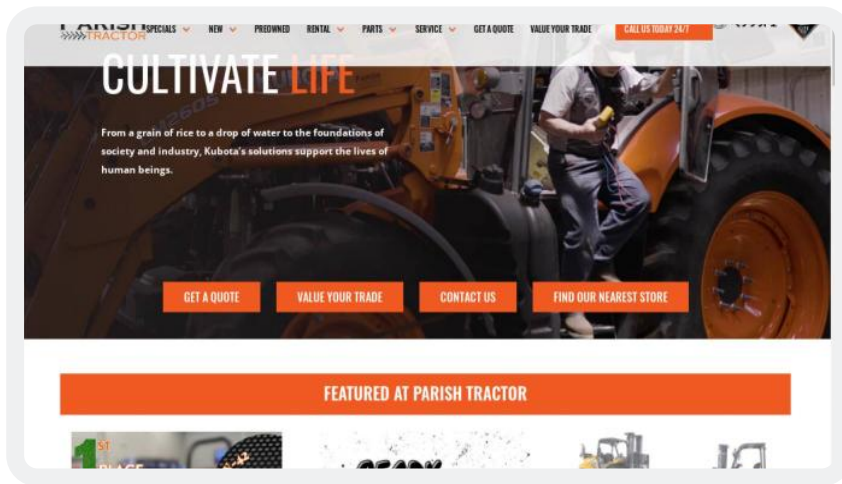 PARISH
TRACTOR
SPECIALS NEW PREOWNED RENTAL PARTS SERVICE GET A QUOTE VALUE YOUR TRADE CALL US TODAY 24/7
CULTIVATE LIFE
From a grain of rice to a drop of water to the foundations of
society and industry, Kubota's solutions support the lives of
human beings.
GET A QUOTE VALUE YOUR TRADE CONTACT US FIND OUR NEAREST STORE
FEATURED AT PARISH TRACTOR
1ST
PLACE